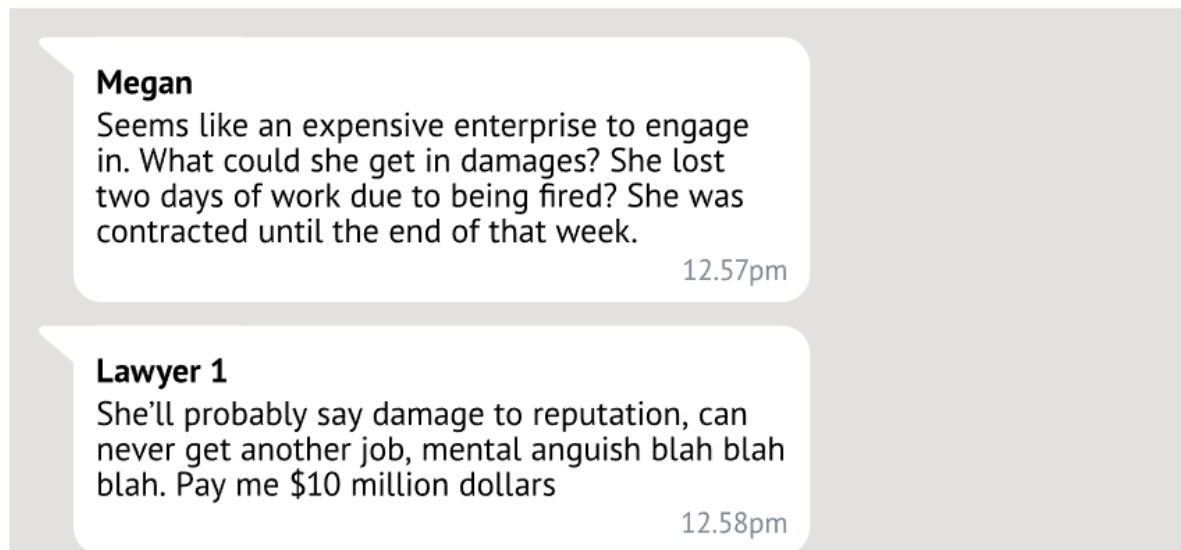 Megan
Seems like an expensive enterprise to engage
in. What could she get in damages? She lost
two days of work due to being fired? She was
contracted until the end of that week.
12.57pm
Lawyer 1
She’ll probably say damage to reputation, can
never get another job, mental anguish blah blah
blah. Pay me $10 million dollars
12.58pm